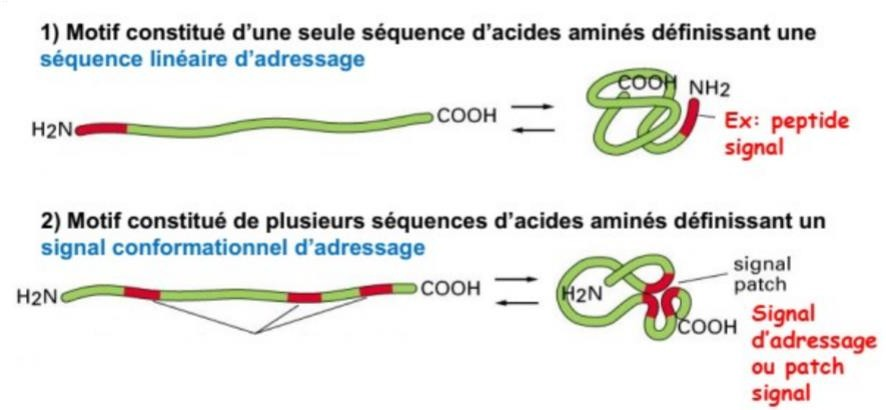 1) Motif constitué d'une seule séquence d'acides aminés définissant une
séquence linéaire d'adressage
COOH NH2
H2N COOH
Ex: peptide
signal
2) Motif constitué de plusieurs séquences d'acides aminés définissant un
signal conformationnel d'adressage
signal
patch
H2N COOH H2N
COOH
Signal
d'adressage
ou patch
signal